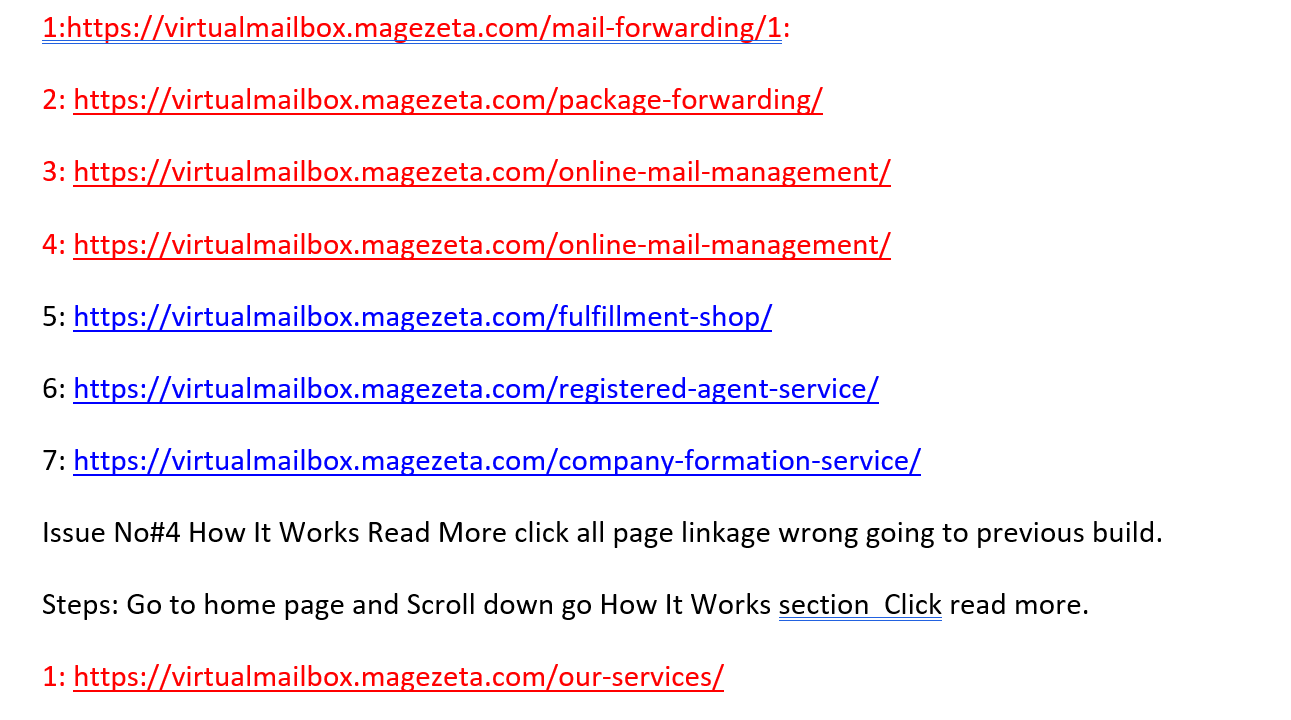 1:https://virtualmailbox.magezeta.com/mail-forwarding/1:
2: https://virtualmailbox.magezeta.com/package-forwarding/
3: https://virtualmailbox.magezeta.com/online-mail-management/
4: https://virtualmailbox.magezeta.com/online-mail-management/
5: https://virtualmailbox.magezeta.com/fulfillment-shop/
6: https://virtualmailbox.magezeta.com/registered-agent-service/
7: https://virtualmailbox.magezeta.com/company-formation-service/
Issue No#4 How It Works Read More click all page linkage wrong going to previous build.
Steps: Go to home page and Scroll down go How It Works section  Click read more.
1: https://virtualmailbox.magezeta.com/our-services/